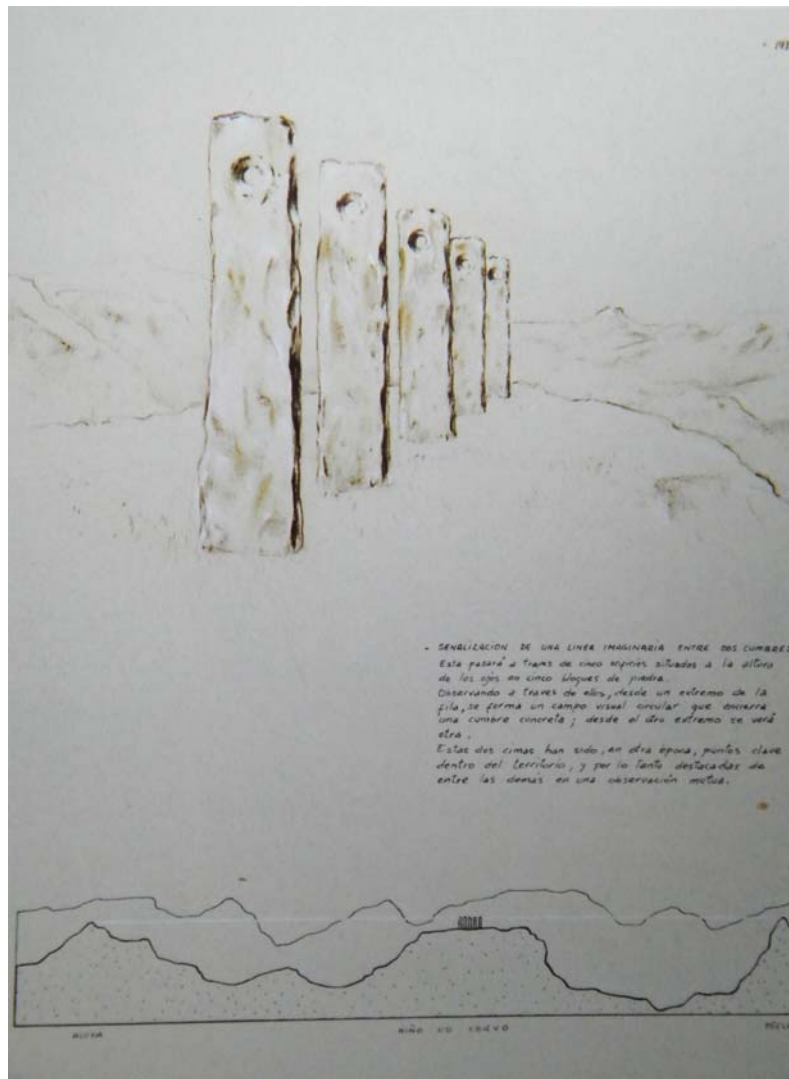 - SEÑALIZACION DE UNA LINEA IMAGINARIA ENTRE DOS CUMBRES
Esta pasará a traves de cinco orificios situados a la altura
de los ojos en cinco bloques de piedra.
Observando a traves de ellos, desde un extremo de la
fila, se forma un campo visual circular que encierra
una cumbre concreta; desde el otro extremo se verá
otra.
Estas dos cimas han sido, en otra época, puntos clave
dentro del territorio, y por lo tanto destacadas de
entre las demás en una observación mutua.
NIÑO DO CORVO